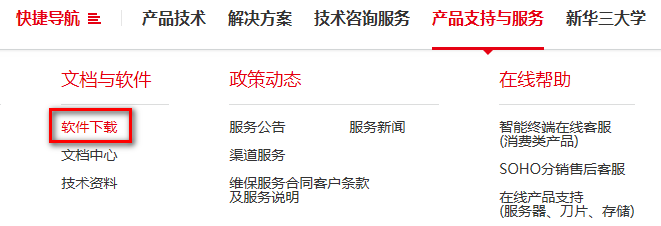 快捷导航 产品技术 解决方案 技术咨询服务 产品支持与服务 新华三大学
文档与软件 政策动态 在线帮助
软件下载 服务公告 服务新闻 智能终端在线客服
(消费类产品)
文档中心 渠道服务 SOHO分销售后客服
技术资料 维保服务合同客户条款
及服务说明 在线产品支持
(服务器、刀片、存储)